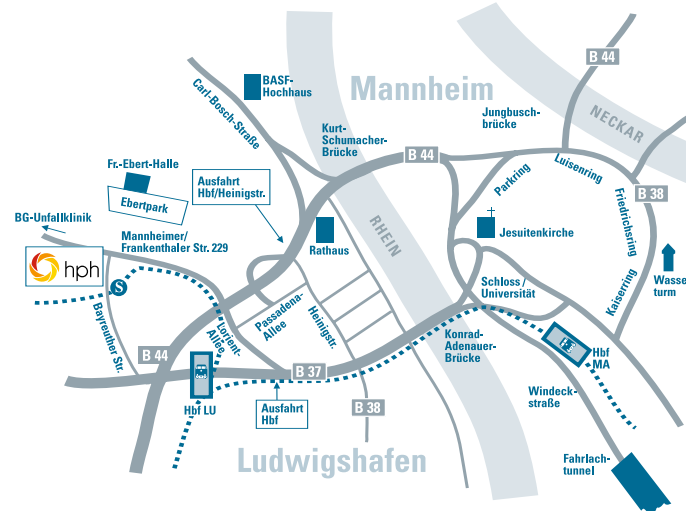 B 44
BASF-
Hochhaus
Mannheim
Carl-Bosch-Straße
Jungbusch-
brücke
NECKAR
Kurt-
Schumacher-
Brücke
B 44
Luisenring
Parkring
Fr.-Ebert-Halle
Ebertpark
Ausfahrt
Hbf/Heinigstr.
B 38
Friedrichsring
BG-Unfallklinik
Mannheimer/
Frankenthaler Str. 229
RHEIN
Rathaus
Jesuitenkirche
hph
S
Wasse
turm
Schloss /
Universität
Kaiserring
Bayreuther Str.
Lorient-
Allee
Passadena-
Allee
Heinigstr.
Konrad-
Adenauer-
Brücke
Hbf
MA
B 44
B 37
Hbf LU
Ausfahrt
Hbf
B 38
Windeck-
straße
Ludwigshafen
Fahrlach-
tunnel